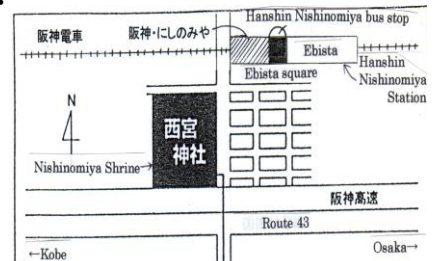 Hanshin Nishinomiya bus stop
阪神電車
阪神・にしのみや
Ebista
Ebista square
Hanshin
Nishinomiya
Station
N
西宮
神社
Nishinomiya Shrine
阪神高速
Route 43
←Kobe
Osaka→